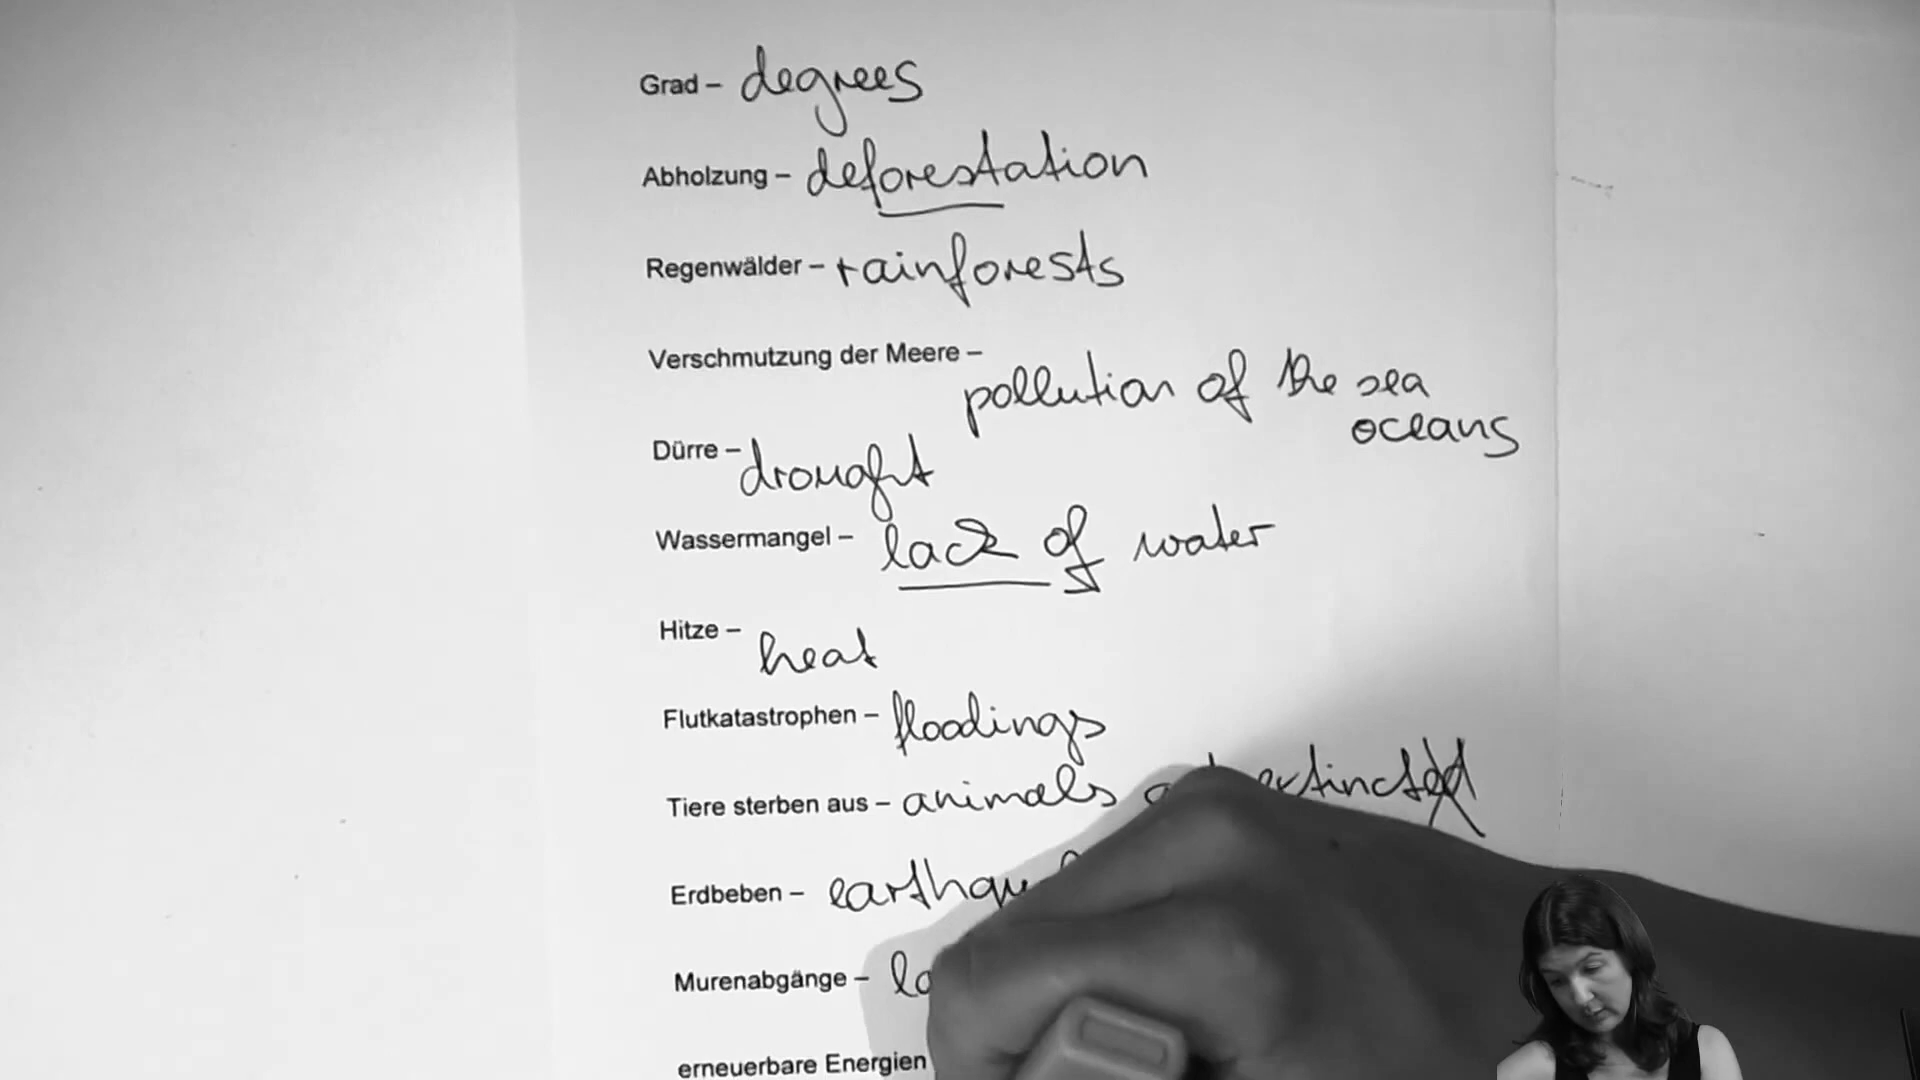 Grad – degrees
Abholzung – deforestation
Regenwälder – rainforests
Verschmutzung der Meere –
pollution of the sea
oceans
Dürre – drought
Wassermangel – lack of water
Hitze – heat
Flutkatastrophen – floodings
Tiere sterben aus – animals
Erdbeben –
Murenabgänge –
erneuerbare Energien